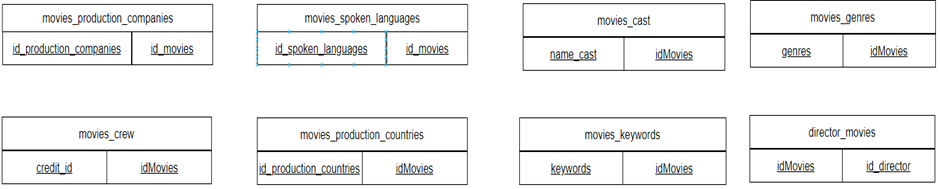 movies_production_companies
id_production_companies id_movies
movies_spoken_languages
id_spoken_languages id_movies
movies_cast
name_cast idMovies
movies_genres
genres idMovies
movies_crew
credit_id idMovies
movies_production_countries
id_production_countries idMovies
movies_keywords
keywords idMovies
director_movies
idMovies id_director